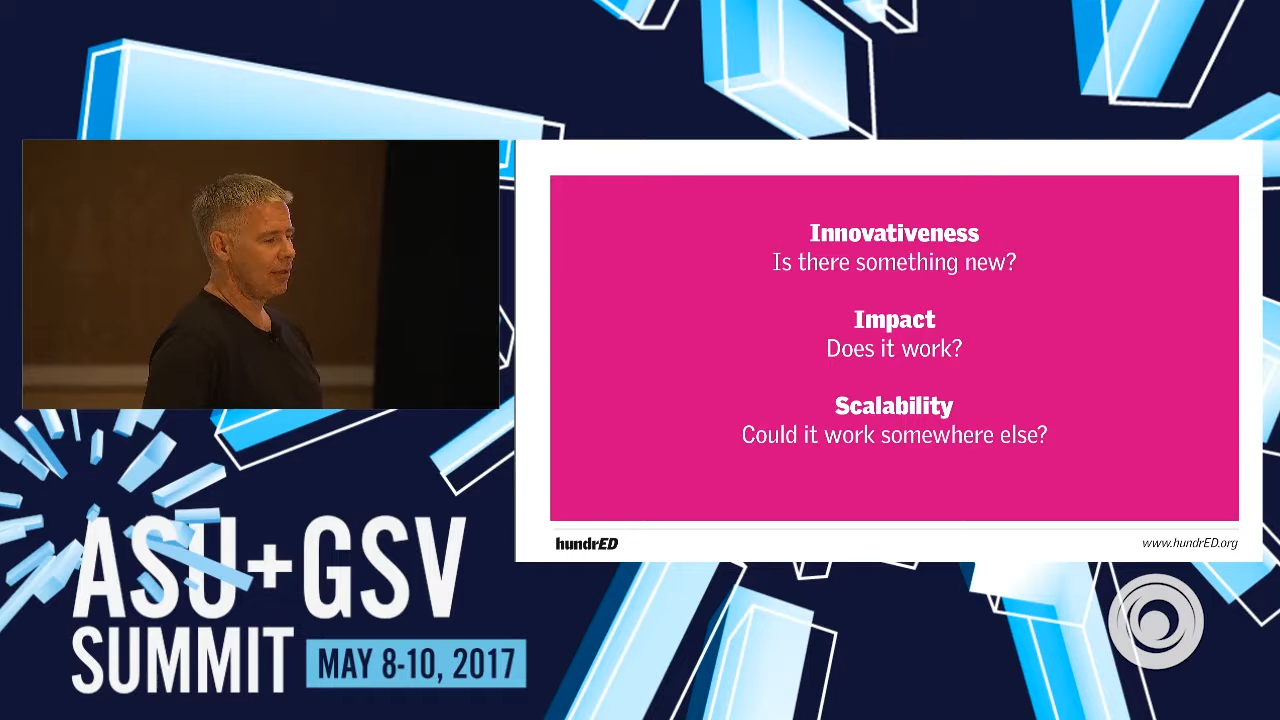 Innovativeness
Is there something new?
Impact
Does it work?
Scalability
Could it work somewhere else?
hundrED
www.hundrED.org
ASU+GSV
SUMMIT
MAY 8-10, 2017